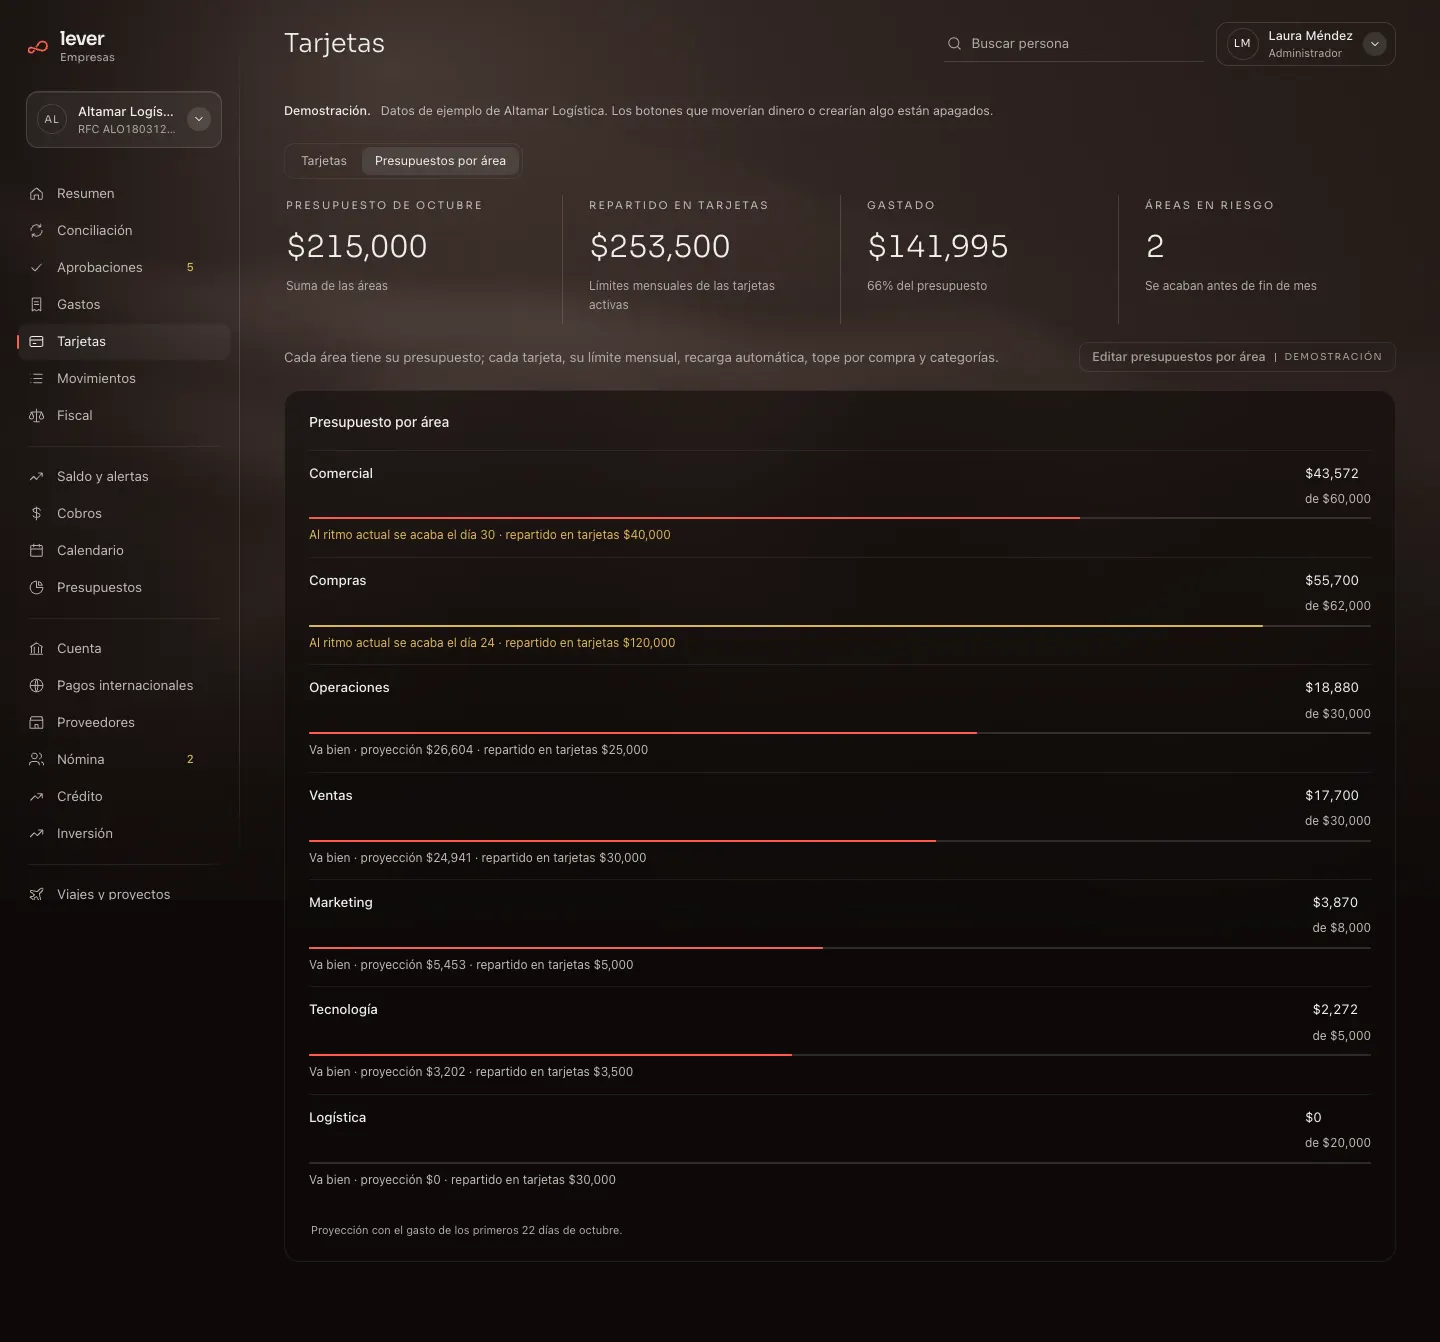 lever
Empresas
AL
Altamar Logís...
RFC ALO180312...
Resumen
Conciliación
Aprobaciones 5
Gastos
Tarjetas
Movimientos
Fiscal
Saldo y alertas
Cobros
Calendario
Presupuestos
Cuenta
Pagos internacionales
Proveedores
Nómina 2
Crédito
Inversión
Viajes y proyectos
Tarjetas
Buscar persona
LM
Laura Méndez
Administrador
Demostración. Datos de ejemplo de Altamar Logística. Los botones que moverían dinero o crearían algo están apagados.
Tarjetas Presupuestos por área
PRESUPUESTO DE OCTUBRE
$215,000
Suma de las áreas
REPARTIDO EN TARJETAS
$253,500
Límites mensuales de las tarjetas
activas
GASTADO
$141,995
66% del presupuesto
ÁREAS EN RIESGO
2
Se acaban antes de fin de mes
Cada área tiene su presupuesto; cada tarjeta, su límite mensual, recarga automática, tope por compra y categorías.
Editar presupuestos por área | DEMOSTRACIÓN
Presupuesto por área
Comercial $43,572
de $60,000
Al ritmo actual se acaba el día 30 · repartido en tarjetas $40,000
Compras $55,700
de $62,000
Al ritmo actual se acaba el día 24 · repartido en tarjetas $120,000
Operaciones $18,880
de $30,000
Va bien · proyección $26,604 · repartido en tarjetas $25,000
Ventas $17,700
de $30,000
Va bien · proyección $24,941 · repartido en tarjetas $30,000
Marketing $3,870
de $8,000
Va bien · proyección $5,453 · repartido en tarjetas $5,000
Tecnología $2,272
de $5,000
Va bien · proyección $3,202 · repartido en tarjetas $3,500
Logística $0
de $20,000
Va bien · proyección $0 · repartido en tarjetas $30,000
Proyección con el gasto de los primeros 22 días de octubre.